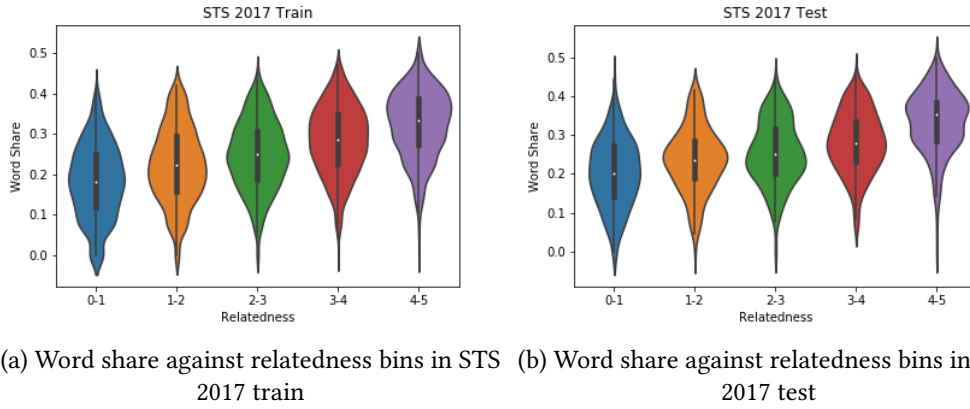 STS 2017 Train
Word Share
0.5
0.4
0.3
0.2
0.1
0.0
0-1 1-2 2-3 3-4 4-5
Relatedness
STS 2017 Test
Word Share
0.5
0.4
0.3
0.2
0.1
0.0
0-1 1-2 2-3 3-4 4-5
Relatedness
(a) Word share against relatedness bins in STS
2017 train
(b) Word share against relatedness bins in
2017 test